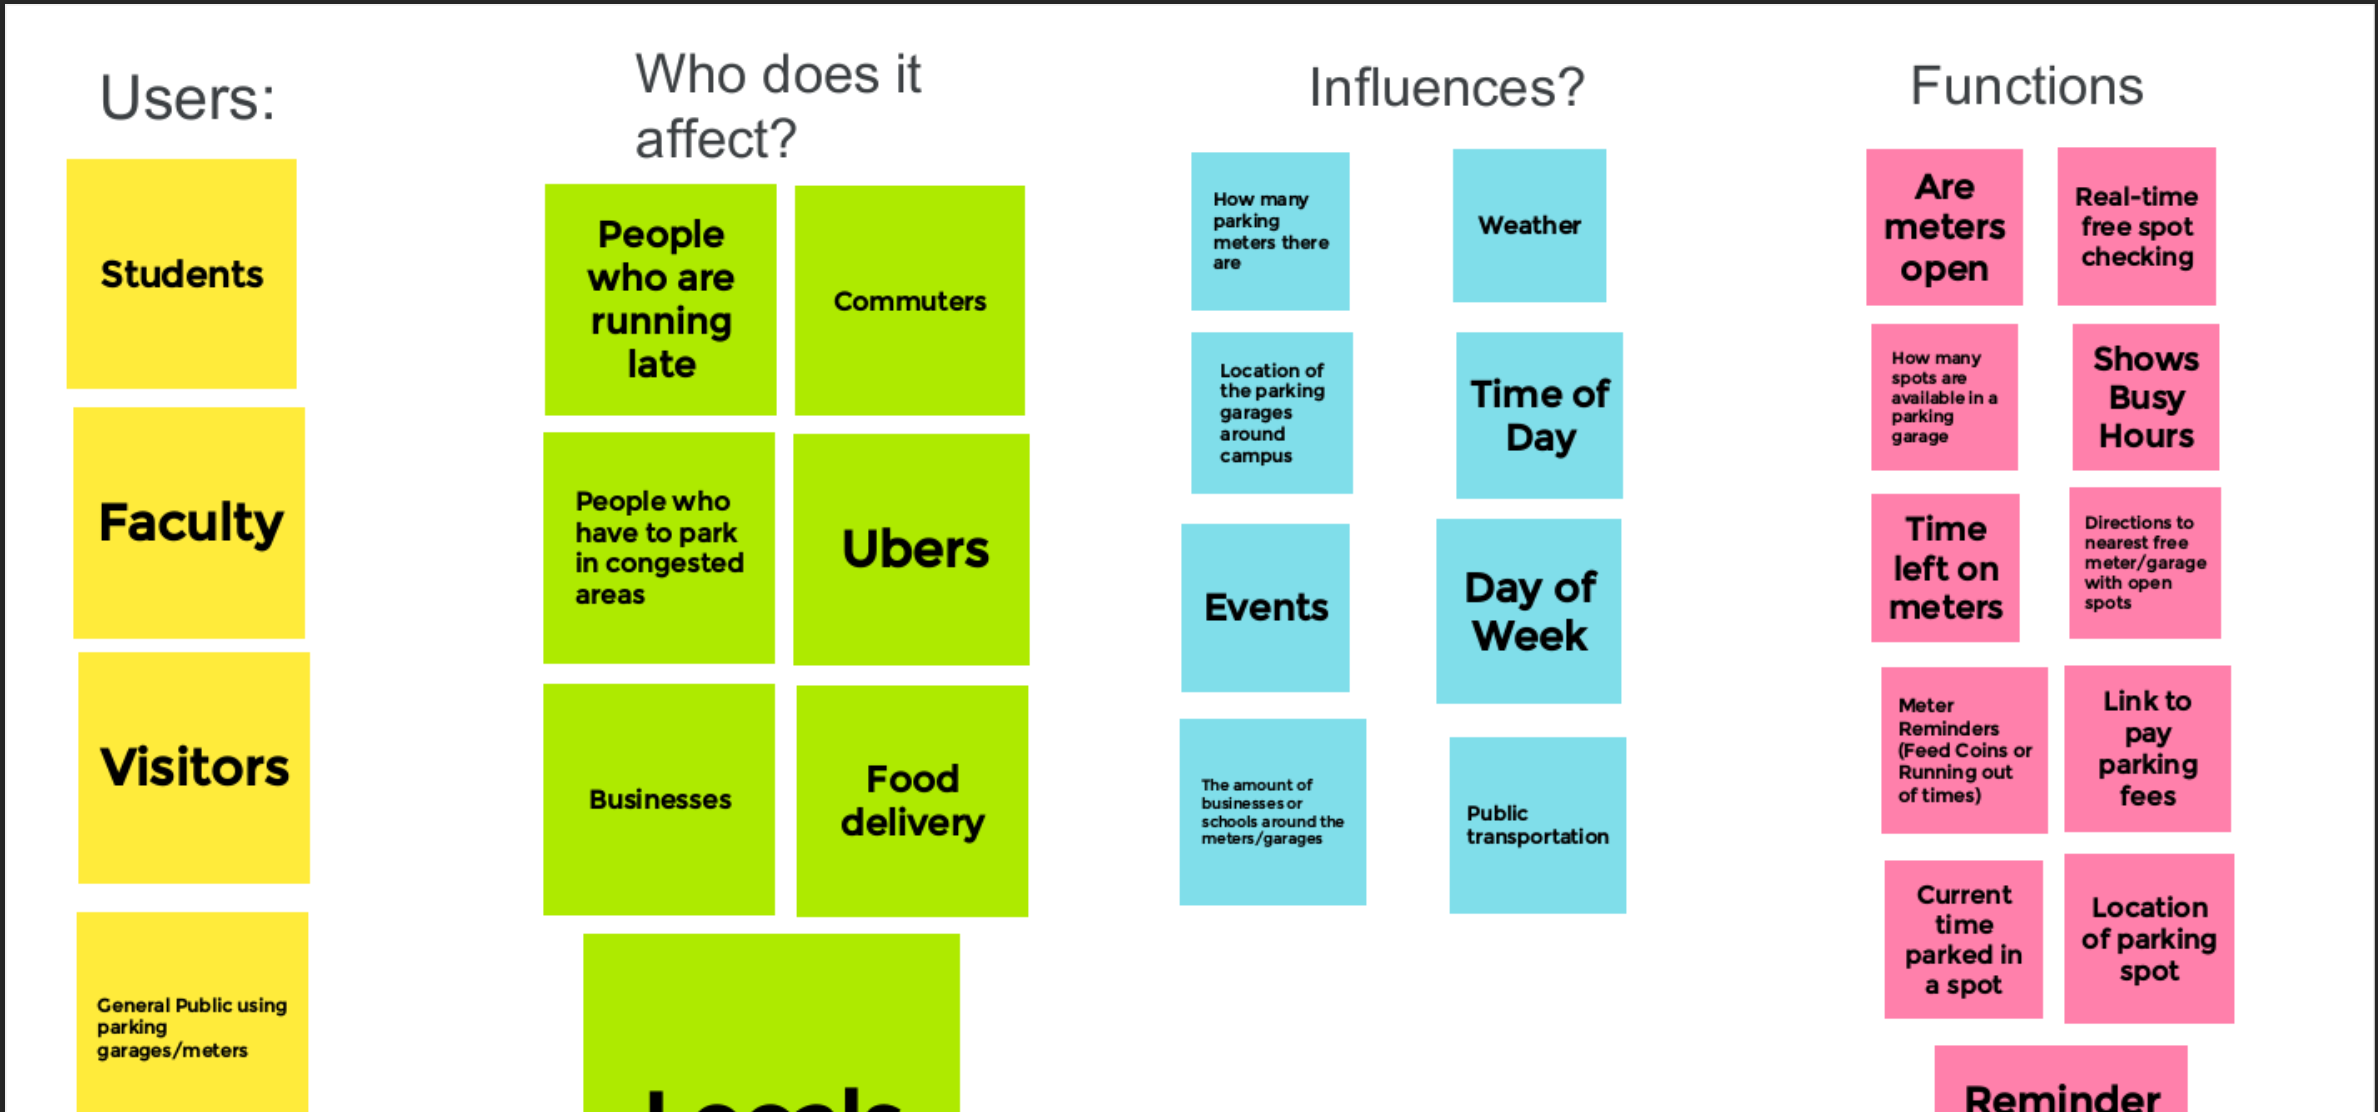 Users:
Students
Faculty
Visitors
General Public using
parking
garages/meters
Who does it
affect?
People
who are
running
late
Commuters
People who
have to park
in congested
areas
Ubers
Businesses
Food
delivery
Locals
Influences?
How many
parking
meters there
are
Weather
Location of
the parking
garages
around
campus
Time of
Day
Events
Day of
Week
The amount of
businesses or
schools around the
meters/garages
Public
transportation
Functions
Are
meters
open
Real-time
free spot
checking
How many
spots are
available in a
parking
garage
Shows
Busy
Hours
Time
left on
meters
Directions to
nearest free
meter/garage
with open
spots
Meter
Reminders
(Feed Coins or
Running out
of times)
Link to
pay
parking
fees
Current
time
parked in
a spot
Location
of parking
spot
Reminder